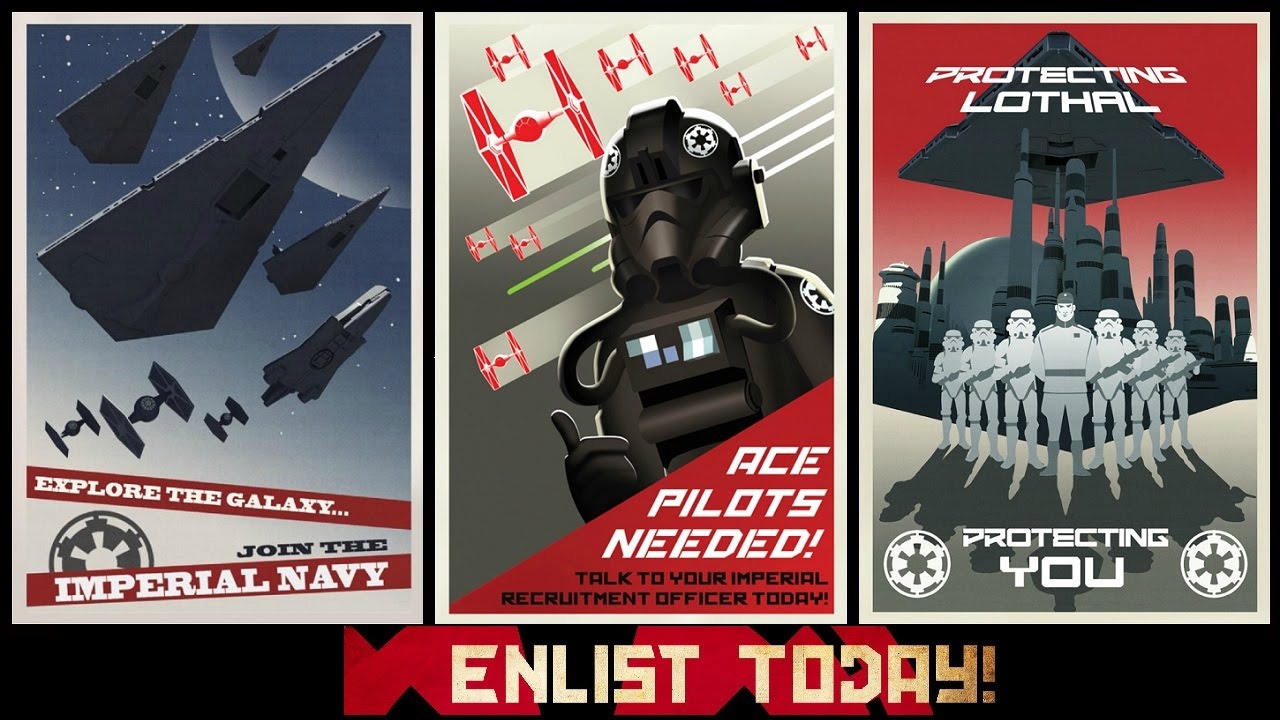 EXPLORE THE GALAXY...
JOIN THE
IMPERIAL NAVY
ACE
PILOTS
NEEDED!
TALK TO YOUR IMPERIAL
RECRUITMENT OFFICER TODAY!
PROTECTING
LOTHAL
PROTECTING
YOU
ENLIST TODAY!